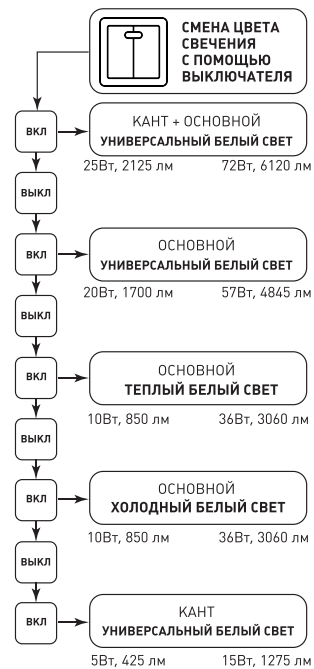 СМЕНА ЦВЕТА
СВЕЧЕНИЯ
С ПОМОЩЬЮ
ВЫКЛЮЧАТЕЛЯ
ВКЛ
КАНТ + ОСНОВНОЙ
УНИВЕРСАЛЬНЫЙ БЕЛЫЙ СВЕТ
25Вт, 2125 лм 72Вт, 6120 лм
ВЫКЛ
ВКЛ
ОСНОВНОЙ
УНИВЕРСАЛЬНЫЙ БЕЛЫЙ СВЕТ
20Вт, 1700 лм 57Вт, 4845 лм
ВЫКЛ
ВКЛ
ОСНОВНОЙ
ТЕПЛЫЙ БЕЛЫЙ СВЕТ
10Вт, 850 лм 36Вт, 3060 лм
ВЫКЛ
ВКЛ
ОСНОВНОЙ
ХОЛОДНЫЙ БЕЛЫЙ СВЕТ
10Вт, 850 лм 36Вт, 3060 лм
ВЫКЛ
ВКЛ
КАНТ
УНИВЕРСАЛЬНЫЙ БЕЛЫЙ СВЕТ
5Вт, 425 лм 15Вт, 1275 лм